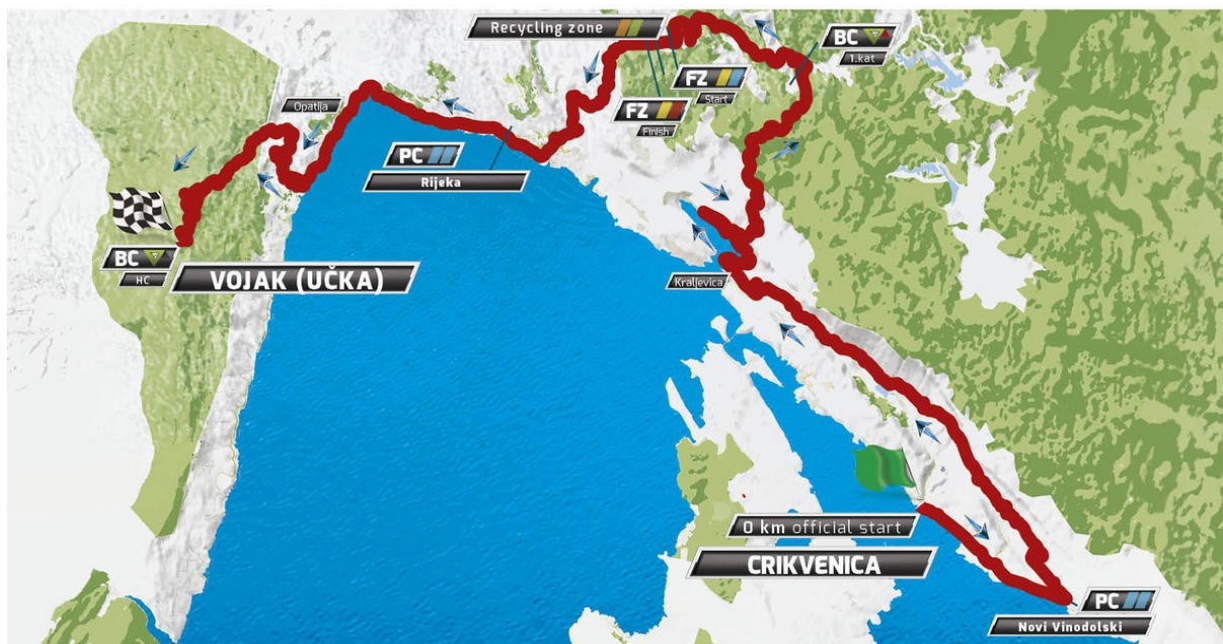 Recycling zone
BC
1.kat
FZ
Start
FZ
Finish
Opatija
PC
Rijeka
BC
HC
VOJAK (UČKA)
Kraljevica
0 km official start
CRIKVENICA
PC
Novi Vinodolski